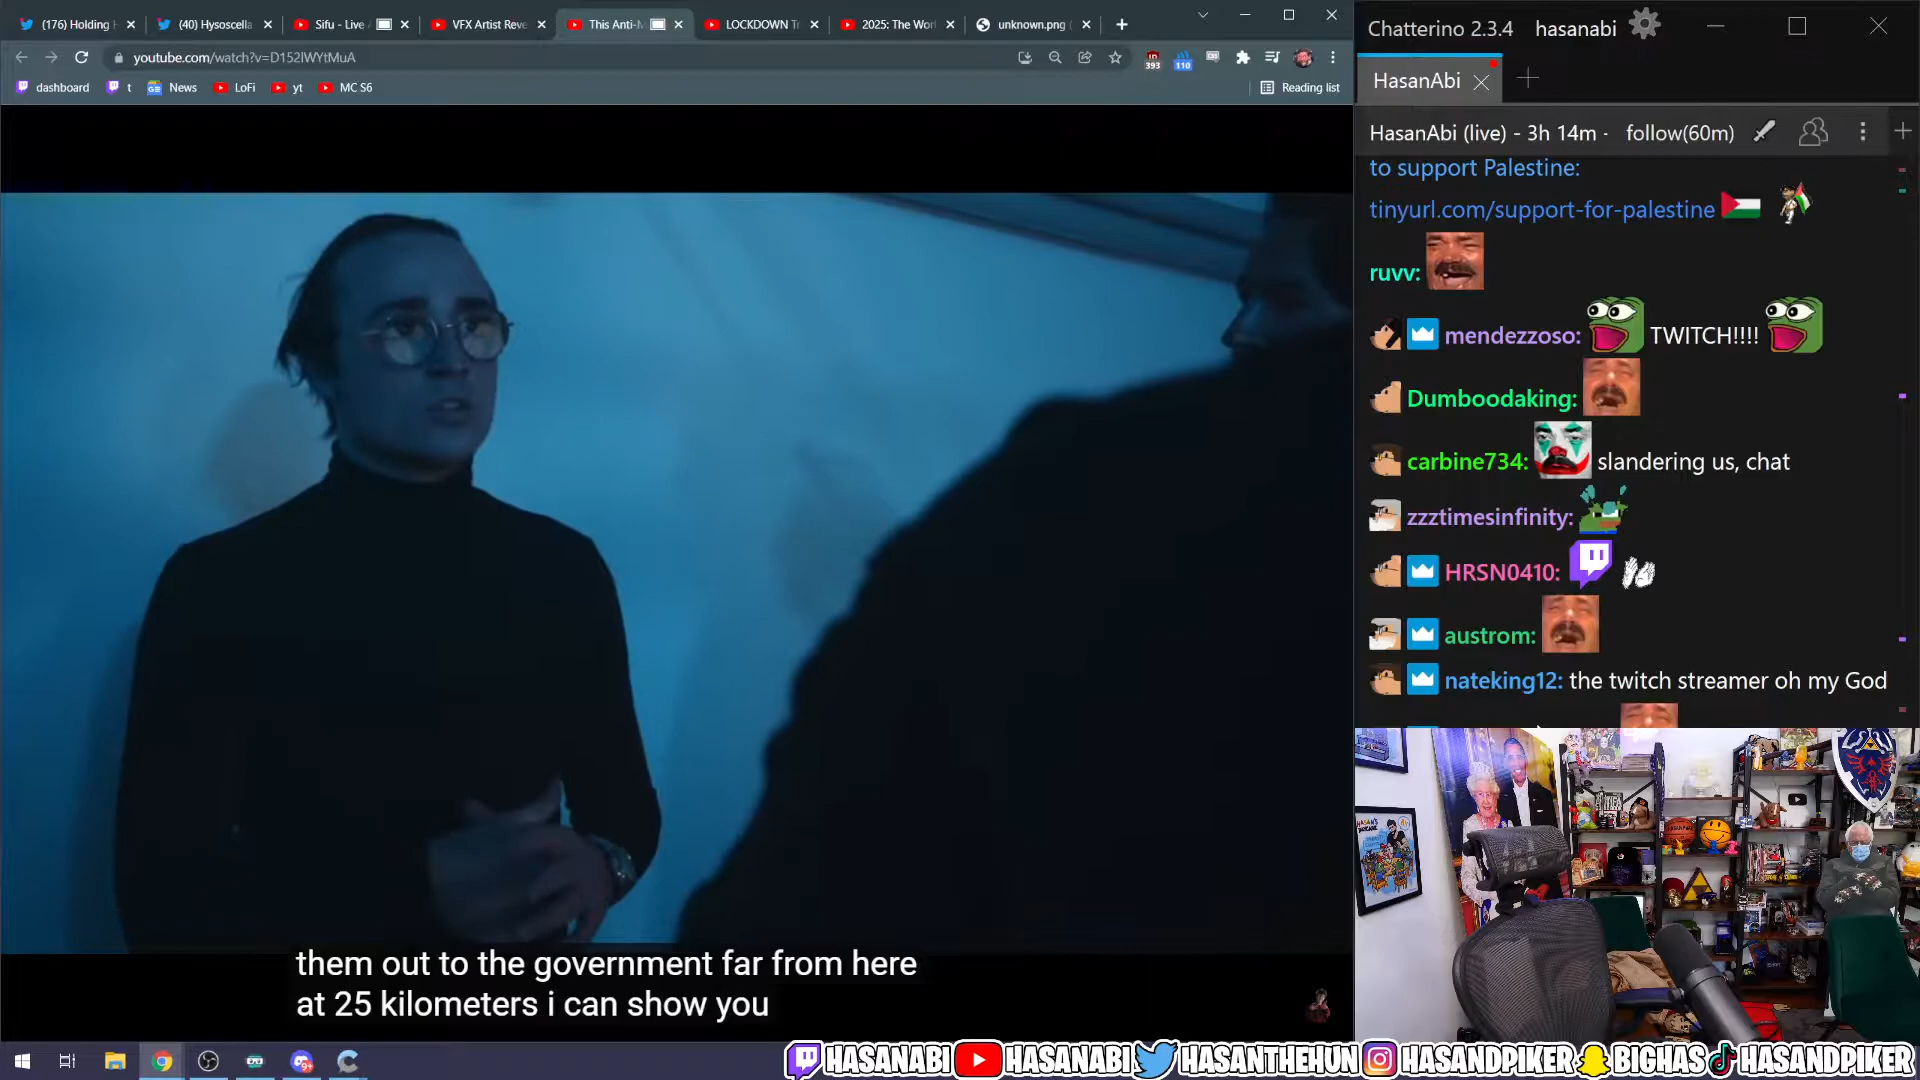 (176) Holding
(40) Hysoscella
Sifu - Live
VFX Artist Reve
This Anti-
LOCKDOWN T
2025: The Worl
unknown.png (
youtube.com/watch?v=D152lWYtMuA
393
110
dashboard
t
News
LoFi
yt
MC S6
Reading list
them out to the government far from here
at 25 kilometers i can show you
Chatterino 2.3.4
hasanabi
HasanAbi
HasanAbi (live) - 3h 14m -
follow(60m)
to support Palestine:
tinyurl.com/support-for-palestine
ruvv:
mendezzoso: TWITCH!!!!
Dumboodaking:
carbine734: slandering us, chat
zzztimesinfinity:
HRSN0410:
austrom:
nateking12: the twitch streamer oh my God
HASANABI HASANABI HASANTHEHUN HASANDPIKER BIGHAS HASANDPIKER